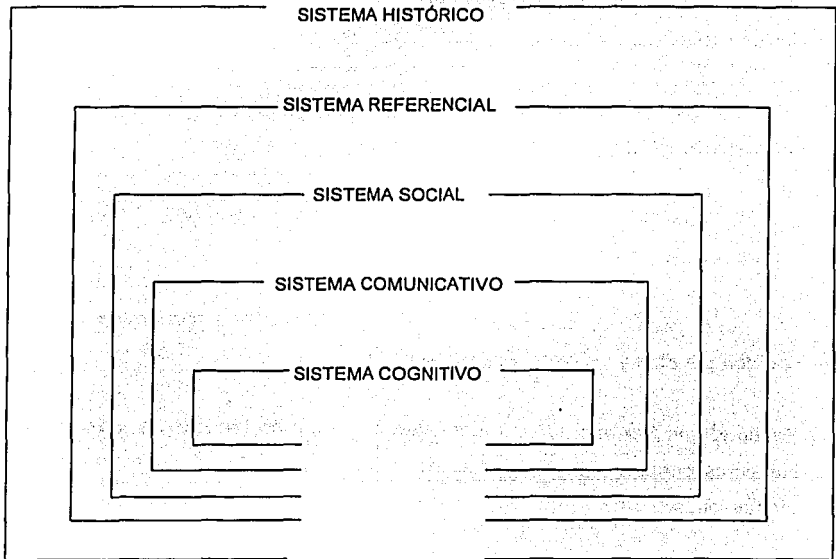 SISTEMA HISTÓRICO
SISTEMA REFERENCIAL
SISTEMA SOCIAL
SISTEMA COMUNICATIVO
SISTEMA COGNITIVO